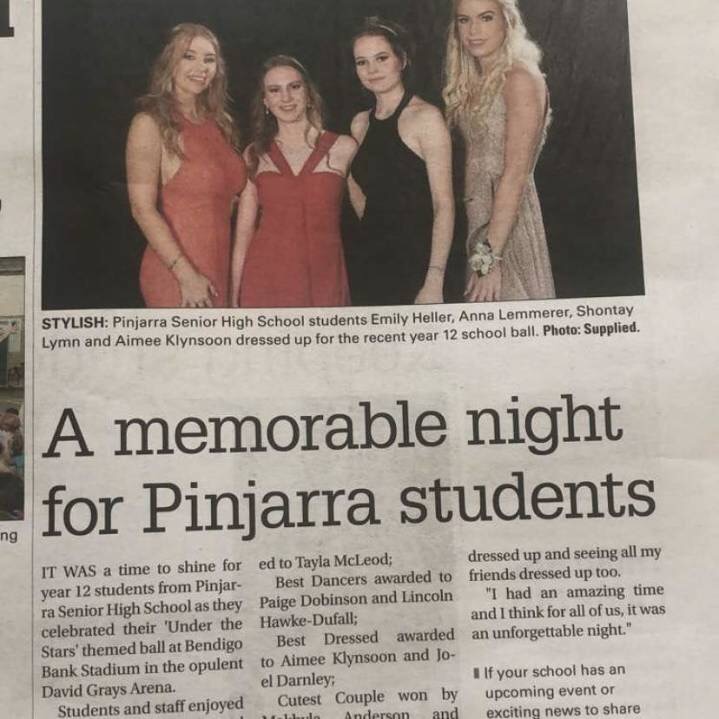 STYLISH: Pinjarra Senior High School students Emily Heller, Anna Lemmerer, Shontay
Lymn and Aimee Klynsoon dressed up for the recent year 12 school ball. Photo: Supplied.
A memorable night
for Pinjarra students
ng
IT WAS a time to shine for
year 12 students from Pinjar-
ra Senior High School as they
celebrated their 'Under the
Stars' themed ball at Bendigo
Bank Stadium in the opulent
David Grays Arena.
Students and staff enjoyed
ed to Tayla McLeod;
Best Dancers awarded to
Paige Dobinson and Lincoln
Hawke-Dufall;
Best Dressed awarded
to Aimee Klynsoon and Jo-
el Darnley;
Cutest Couple won by
Anderson and
dressed up and seeing all my
friends dressed up too.
"I had an amazing time
and I think for all of us, it was
an unforgettable night."
If your school has an
upcoming event or
exciting news to share